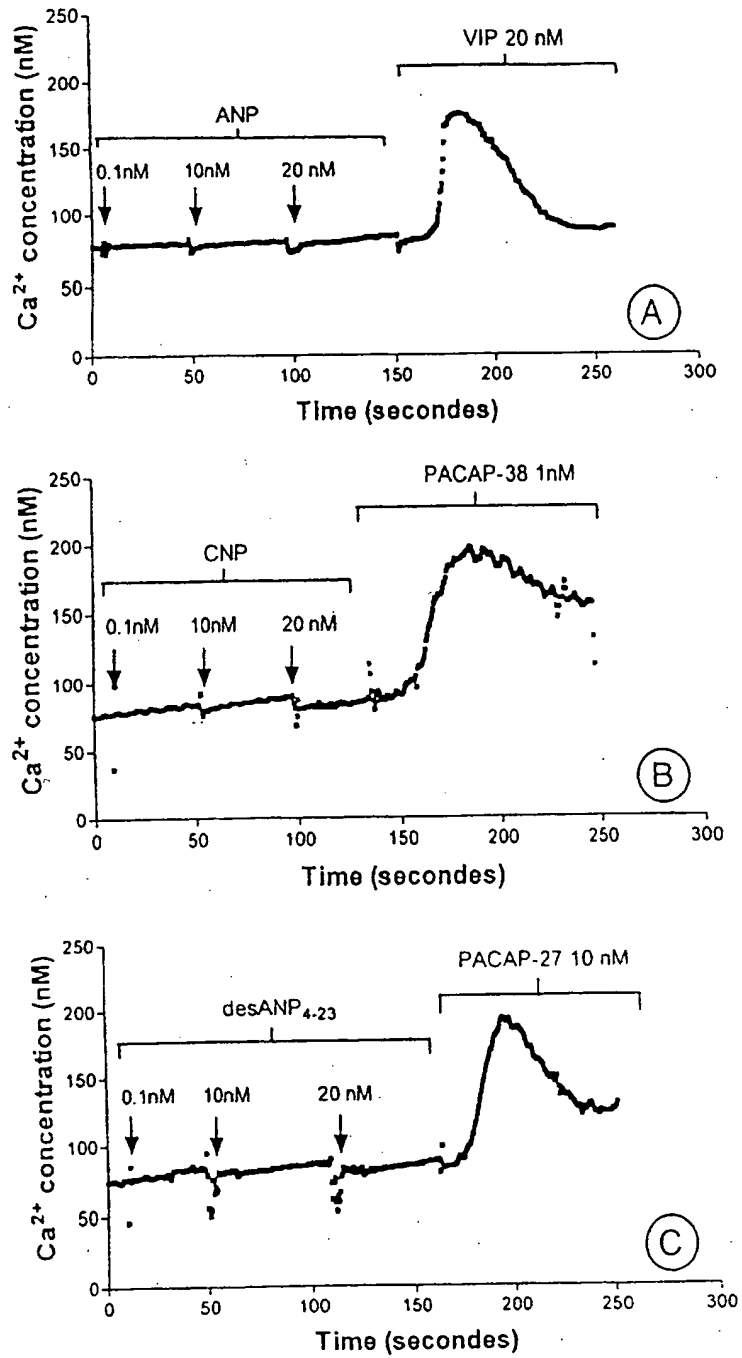 250
200
150
100
50
0
Ca2+ concentration (nM)
VIP 20 nM
ANP
0.1nM 10nM 20 nM
A
0 50 100 150 200 250 300
Time (secondes)
250
200
150
100
50
0
Ca2+ concentration (nM)
PACAP-38 1nM
CNP
0.1nM 10nM 20 nM
B
0 50 100 150 200 250 300
Time (secondes)
250
200
150
100
50
0
Ca2+ concentration (nM)
PACAP-27 10 nM
desANP4-23
0.1nM 10nM 20 nM
C
0 50 100 150 200 250 300
Time (secondes)